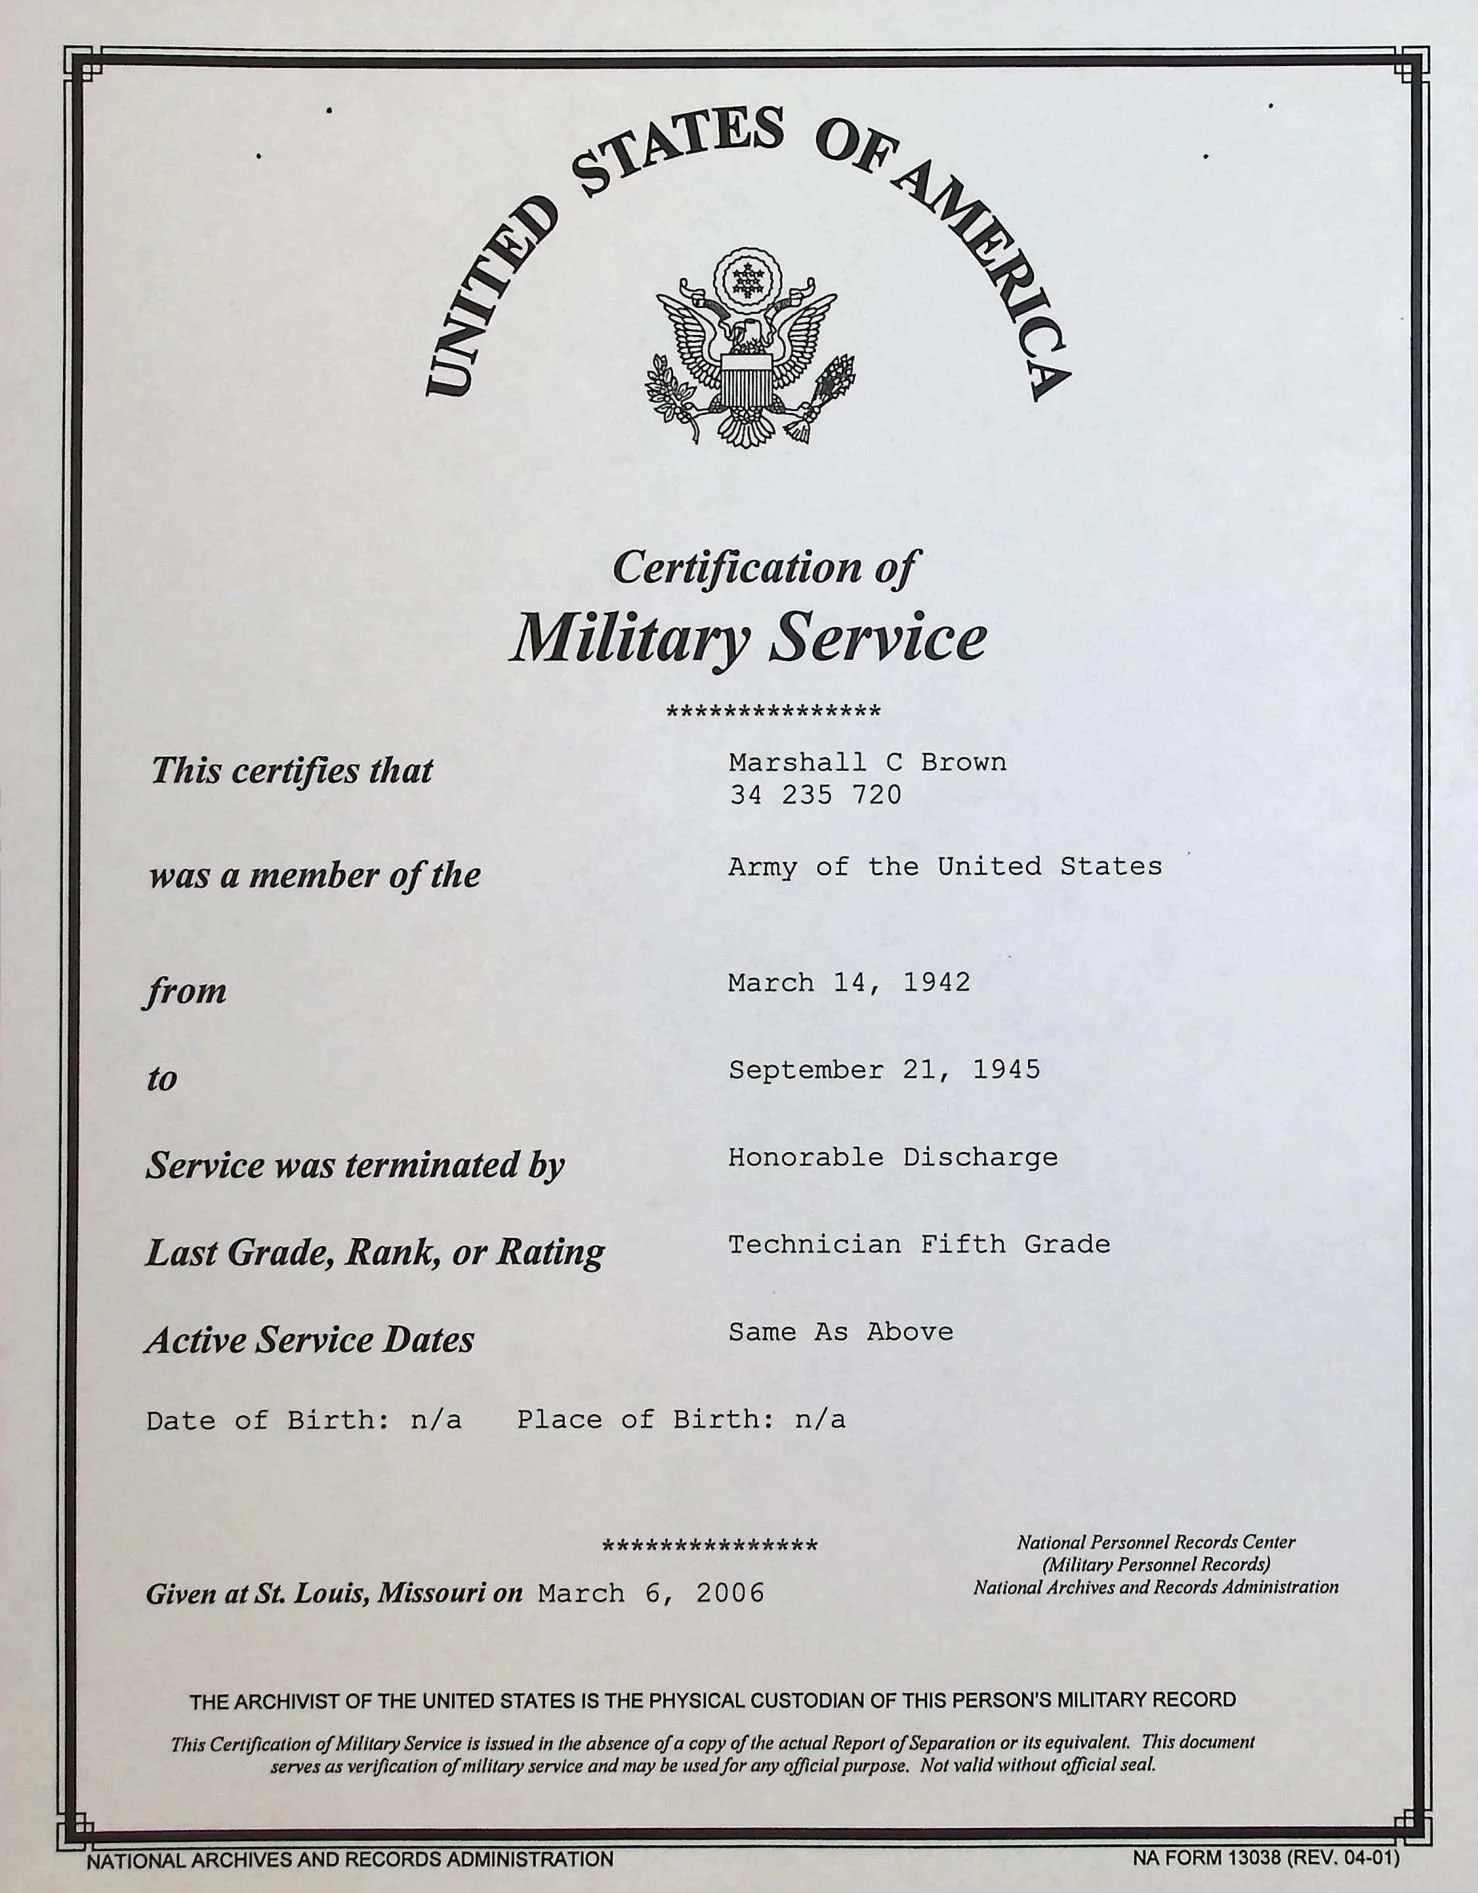 UNITED STATES OF AMERICA
Certification of
Military Service
***************
This certifies that Marshall C Brown
34 235 720
was a member of the Army of the United States
from March 14, 1942
to September 21, 1945
Service was terminated by Honorable Discharge
Last Grade, Rank, or Rating Technician Fifth Grade
Active Service Dates Same As Above
Date of Birth: n/a Place of Birth: n/a
***************
National Personnel Records Center
(Military Personnel Records)
National Archives and Records Administration
Given at St. Louis, Missouri on March 6, 2006
THE ARCHIVIST OF THE UNITED STATES IS THE PHYSICAL CUSTODIAN OF THIS PERSON'S MILITARY RECORD
This Certification of Military Service is issued in the absence of a copy of the actual Report of Separation or its equivalent. This document
serves as verification of military service and may be used for any official purpose. Not valid without official seal.
NATIONAL ARCHIVES AND RECORDS ADMINISTRATION NA FORM 13038 (REV. 04-01)